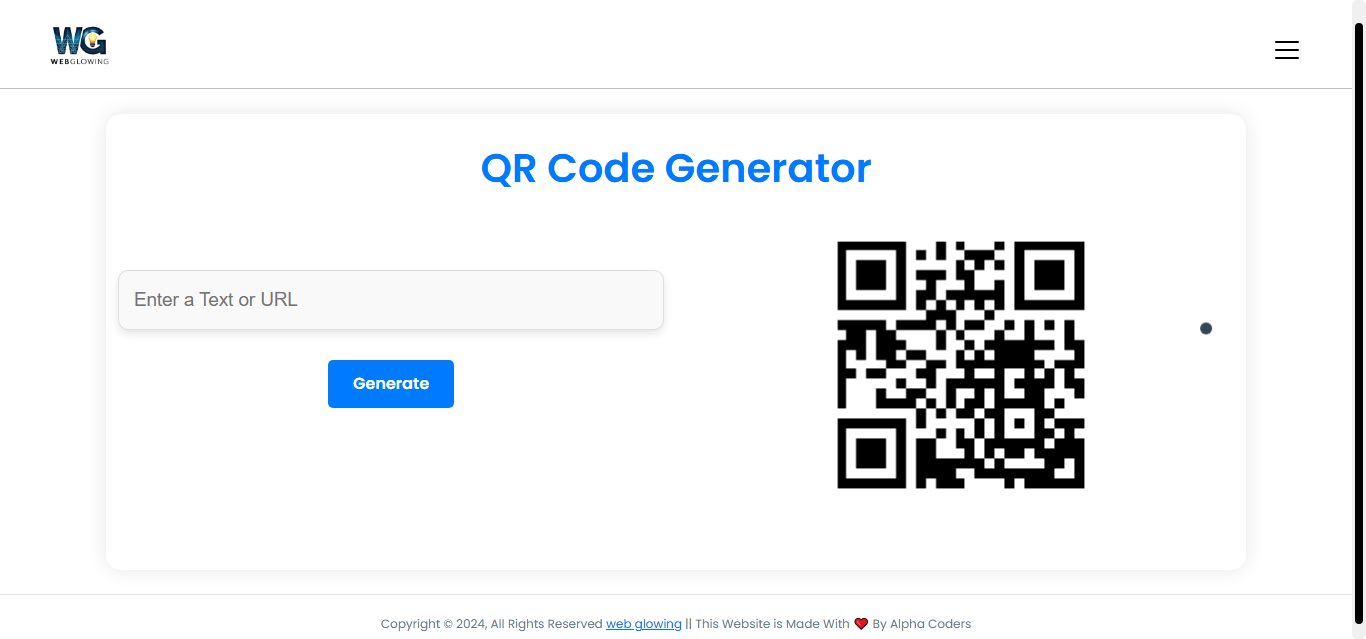 WG
WEBGLOWING
QR Code Generator
Enter a Text or URL
Generate
Copyright © 2024, All Rights Reserved web glowing || This Website is Made With ❤ By Alpha Coders